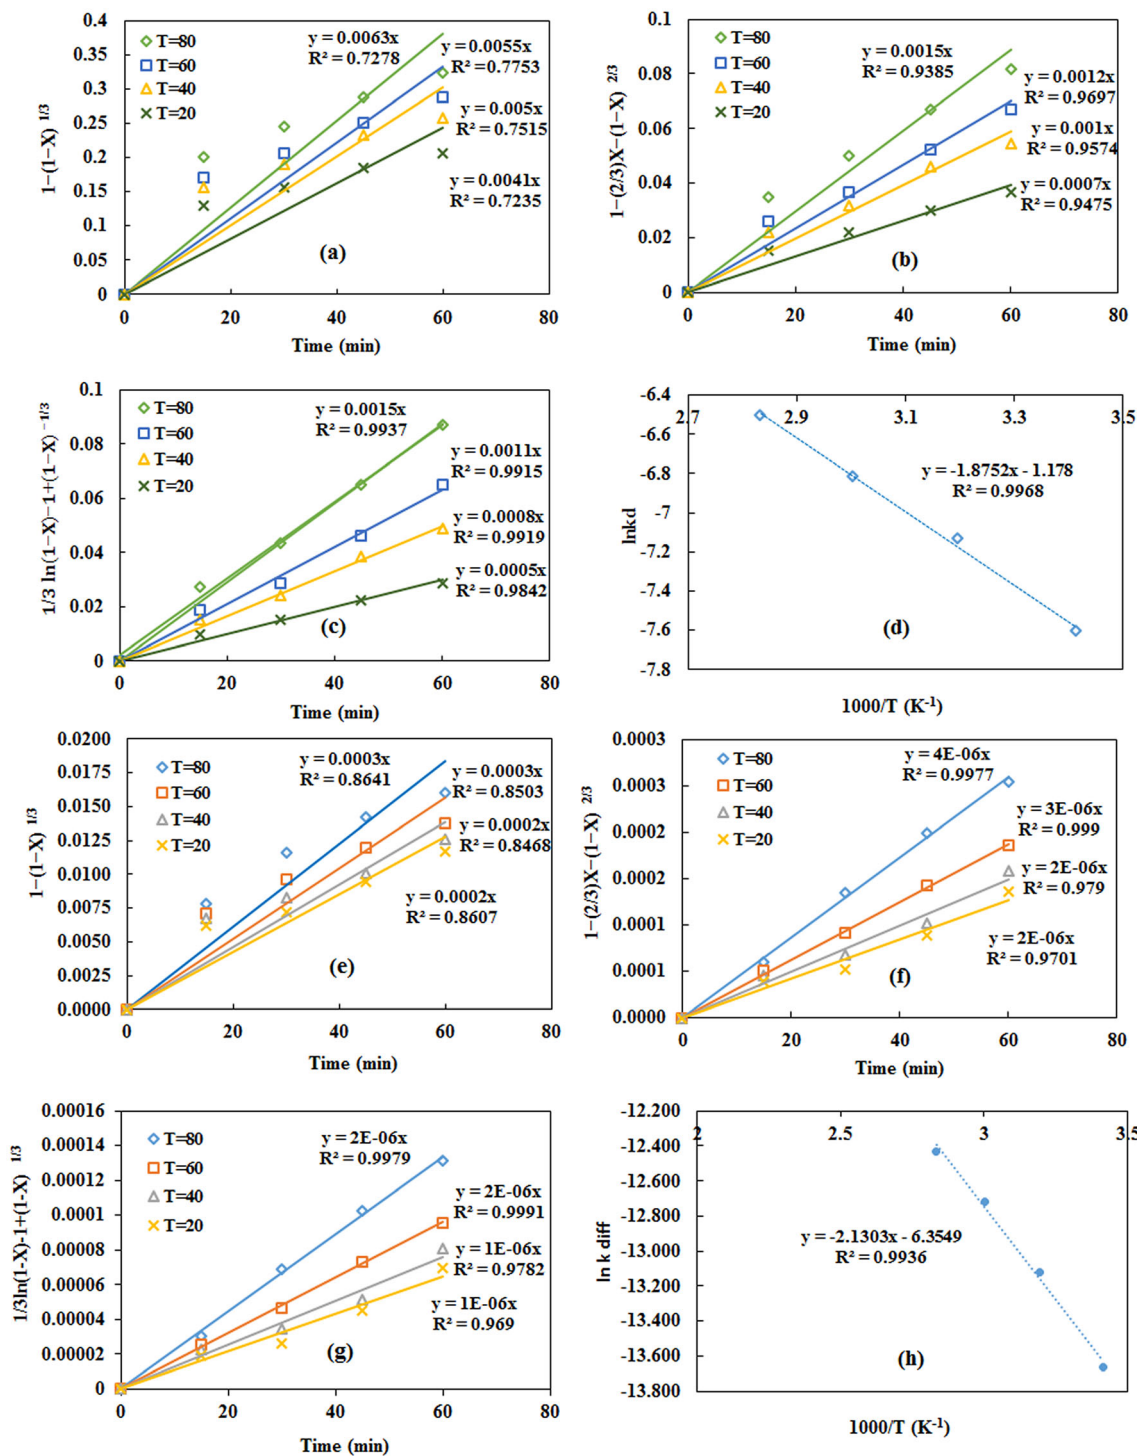 0.4
0.35
0.3
0.25
0.2
0.15
0.1
0.05
0
1−(1−X) 1/3
T=80
T=60
T=40
T=20
y = 0.0063x
R² = 0.7278
y = 0.0055x
R² = 0.7753
y = 0.005x
R² = 0.7515
y = 0.0041x
R² = 0.7235
(a)
0 20 40 60 80
Time (min)
0.1
0.08
0.06
0.04
0.02
0
1−(2/3)X−(1−X) 2/3
T=80
T=60
T=40
T=20
y = 0.0015x
R² = 0.9385
y = 0.0012x
R² = 0.9697
y = 0.001x
R² = 0.9574
y = 0.0007x
R² = 0.9475
(b)
0 20 40 60 80
Time (min)
0.1
0.08
0.06
0.04
0.02
0
1/3 ln(1−X)−1+(1−X) −1/3
T=80
T=60
T=40
T=20
y = 0.0015x
R² = 0.9937
y = 0.0011x
R² = 0.9915
y = 0.0008x
R² = 0.9919
y = 0.0005x
R² = 0.9842
(c)
0 20 40 60 80
Time (min)
-6.4
-6.6
-6.8
-7
-7.2
-7.4
-7.6
-7.8
lnkd
2.7 2.9 3.1 3.3 3.5
y = -1.8752x - 1.178
R² = 0.9968
(d)
1000/T (K-1)
0.0200
0.0175
0.0150
0.0125
0.0100
0.0075
0.0050
0.0025
0.0000
1−(1−X) 1/3
T=80
T=60
T=40
T=20
y = 0.0003x
R² = 0.8641
y = 0.0003x
R² = 0.8503
y = 0.0002x
R² = 0.8468
y = 0.0002x
R² = 0.8607
(e)
0 20 40 60 80
Time (min)
0.0003
0.0003
0.0002
0.0002
0.0001
0.0001
0.0000
1−(2/3)X−(1−X) 2/3
T=80
T=60
T=40
T=20
y = 4E-06x
R² = 0.9977
y = 3E-06x
R² = 0.999
y = 2E-06x
R² = 0.979
y = 2E-06x
R² = 0.9701
(f)
0 20 40 60 80
Time (min)
0.00016
0.00014
0.00012
0.0001
0.00008
0.00006
0.00004
0.00002
0
1/3ln(1-X)-1+(1-X) 1/3
T=80
T=60
T=40
T=20
y = 2E-06x
R² = 0.9979
y = 2E-06x
R² = 0.9991
y = 1E-06x
R² = 0.9782
y = 1E-06x
R² = 0.969
(g)
0 20 40 60 80
Time (min)
-12.200
-12.400
-12.600
-12.800
-13.000
-13.200
-13.400
-13.600
-13.800
ln k diff
2 2.5 3 3.5
y = -2.1303x - 6.3549
R² = 0.9936
(h)
1000/T (K-1)